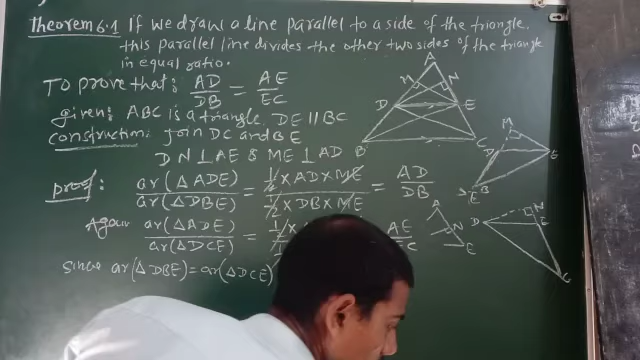 Theorem 6.1 If we draw a line parallel to a side of the triangle.
this parallel line divides the other two sides of the triangle
in equal ratio.
To prove that: AD/DB = AE/EC
given: ABC is a triangle, DE || BC
construction: join DC and BE
DN ⊥ AE & ME ⊥ AD
proof: ar(△ADE)/ar(△DBE) = ½ × AD × ME / ½ × DB × ME = AD/DB
Again ar(△ADE)/ar(△DCE) = ½ ×
AE
EC
since ar(△DBE) = ar(△DCE)
A
M N
D E
B C
M
D E
B
A
N
E
D N
E
C